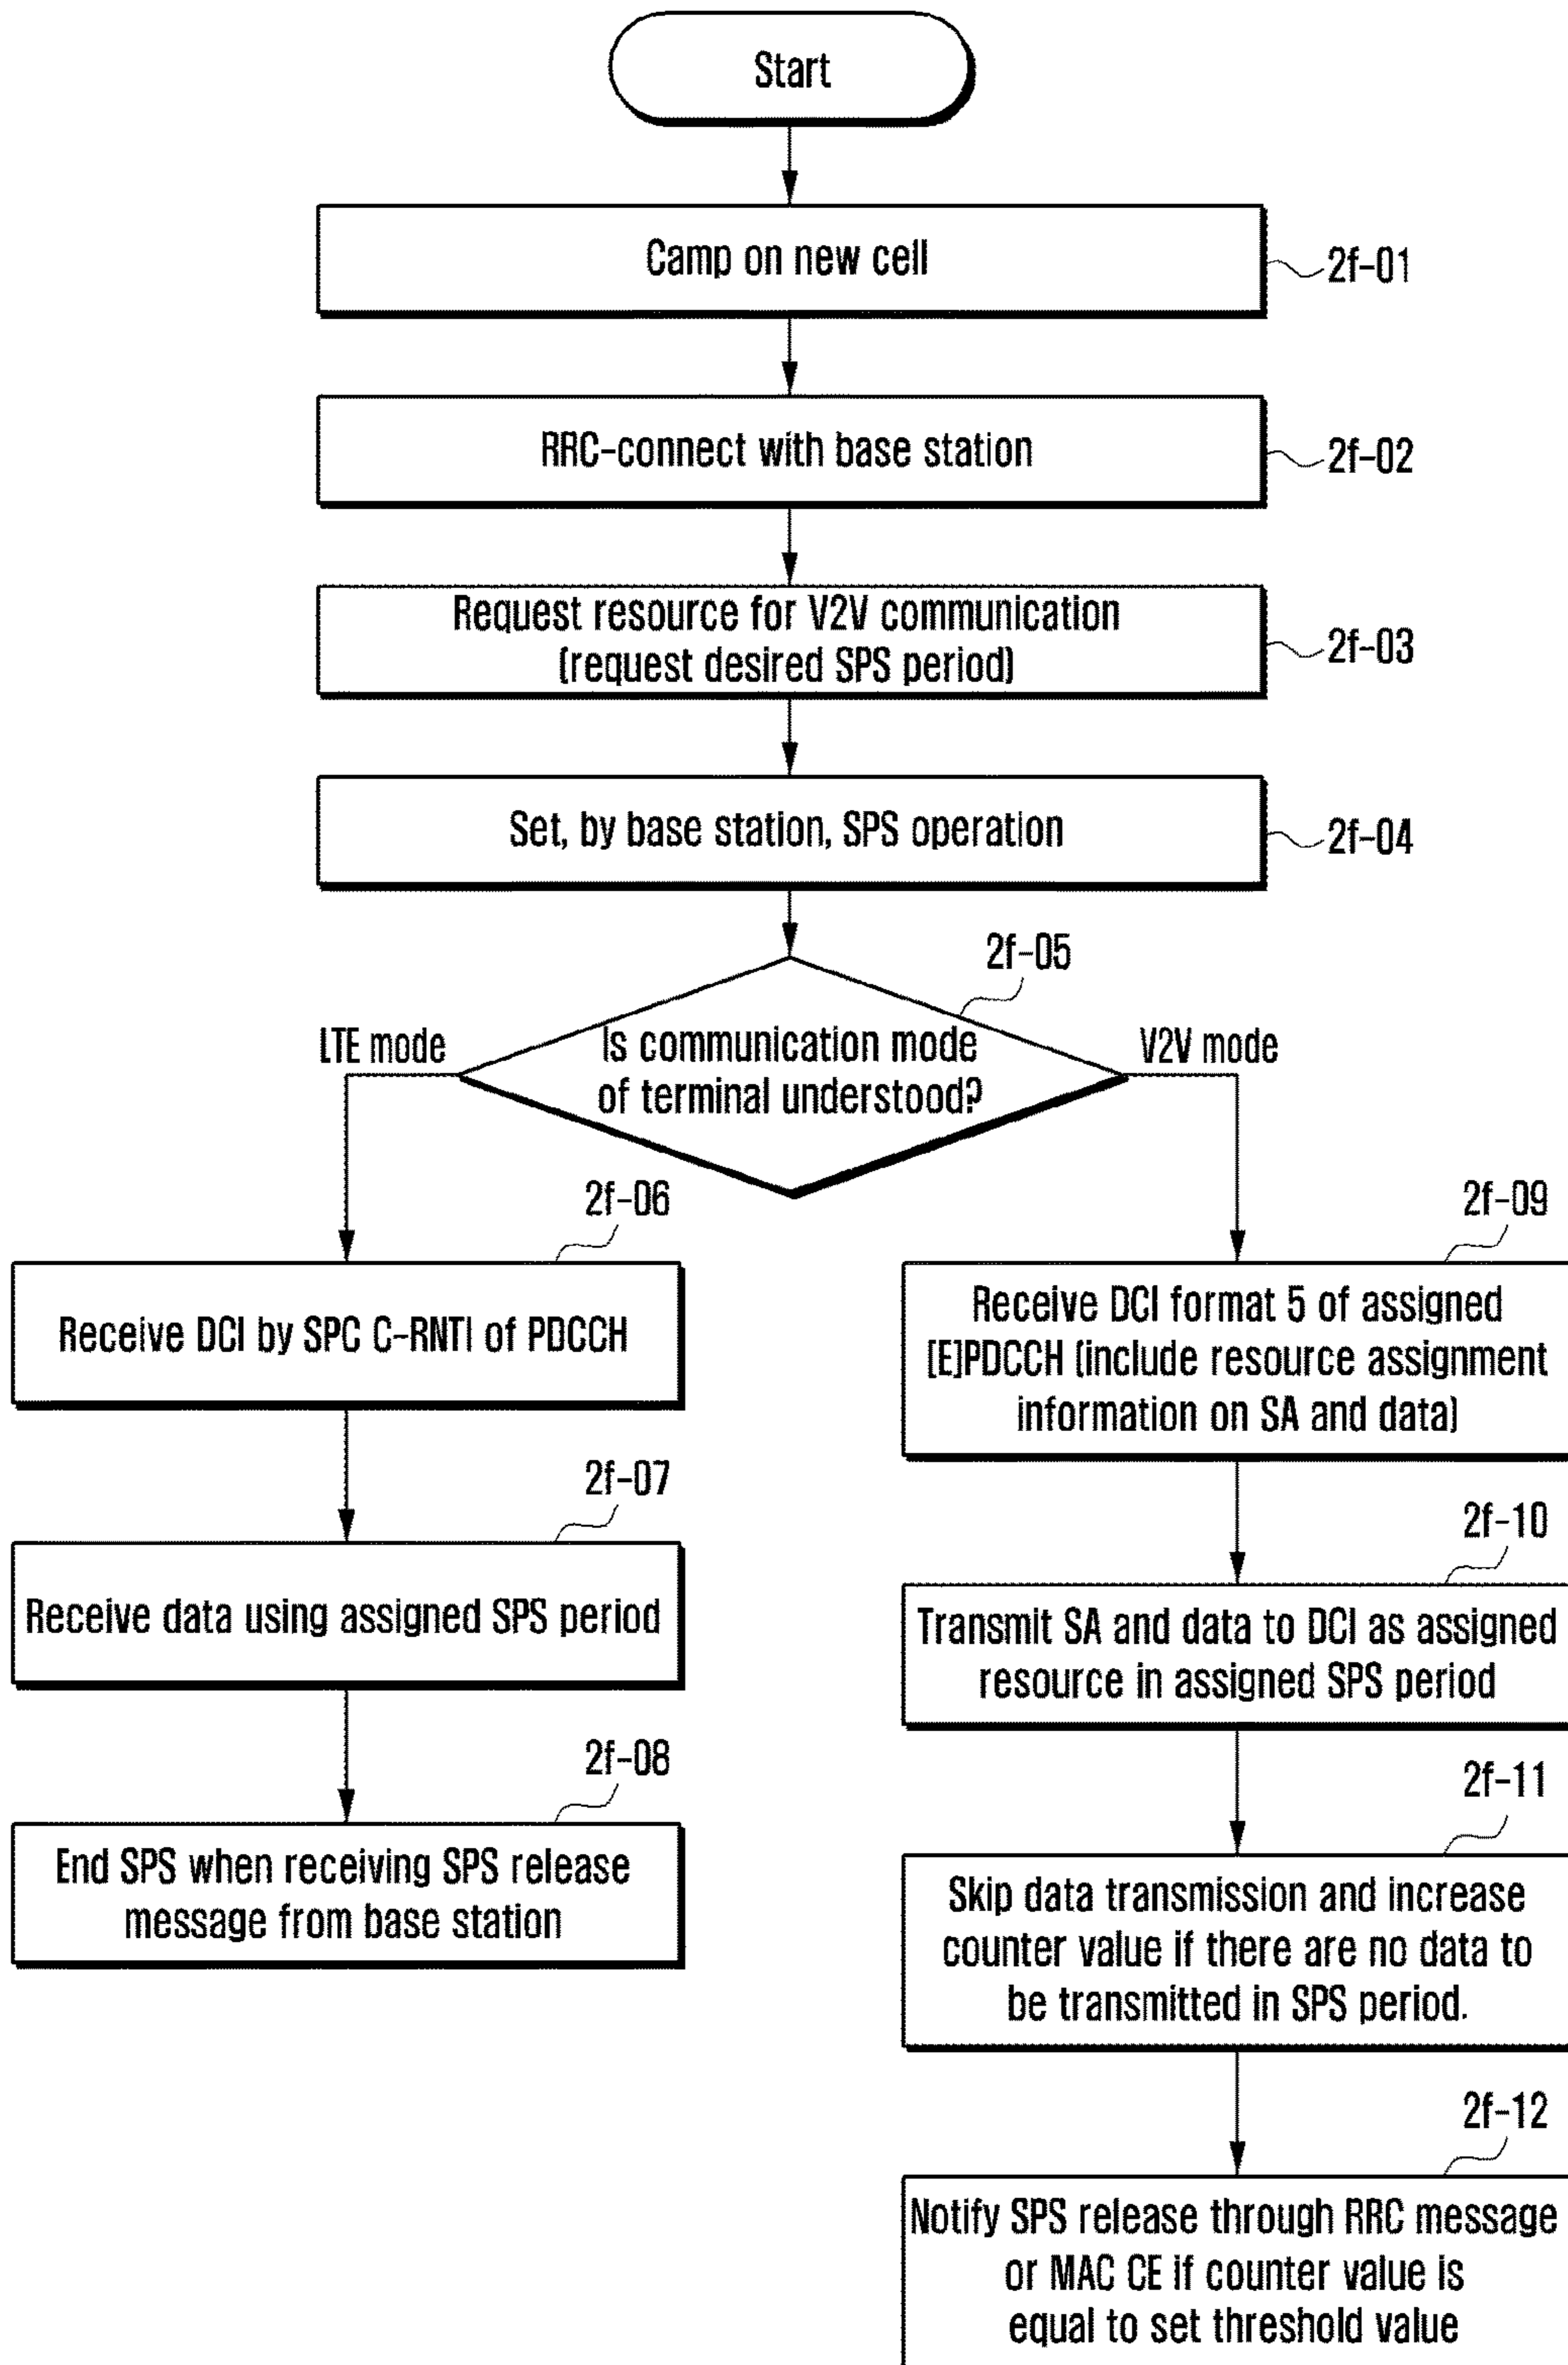 Start
Camp on new cell
2f-01
RRC-connect with base station
2f-02
Request resource for V2V communication
(request desired SPS period)
2f-03
Set, by base station, SPS operation
2f-04
2f-05
LTE mode
Is communication mode
of terminal understood?
V2V mode
2f-06
Receive DCI by SPC C-RNTI of PDCCH
2f-07
Receive data using assigned SPS period
2f-08
End SPS when receiving SPS release
message from base station
2f-09
Receive DCI format 5 of assigned
[E]PDCCH (include resource assignment
information on SA and data)
2f-10
Transmit SA and data to DCI as assigned
resource in assigned SPS period
2f-11
Skip data transmission and increase
counter value if there are no data to
be transmitted in SPS period.
2f-12
Notify SPS release through RRC message
or MAC CE if counter value is
equal to set threshold value